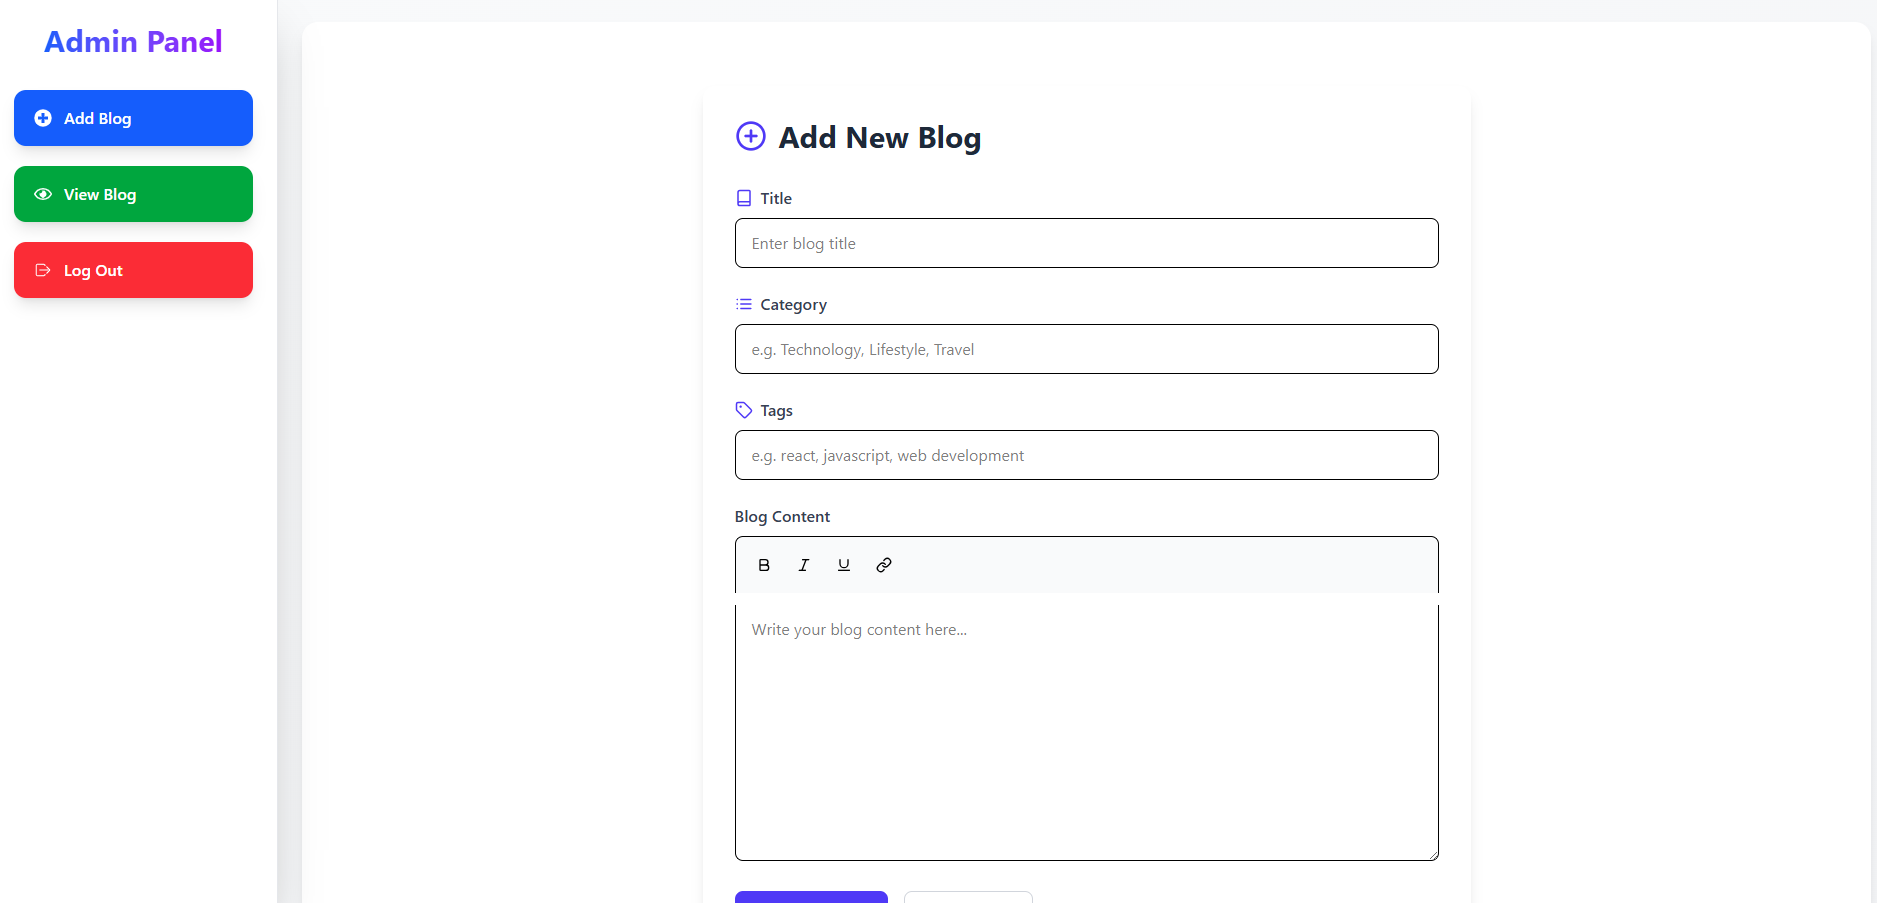 Admin Panel
Add Blog
View Blog
Log Out
Add New Blog
Title
Enter blog title
Category
e.g. Technology, Lifestyle, Travel
Tags
e.g. react, javascript, web development
Blog Content
B I U
Write your blog content here...